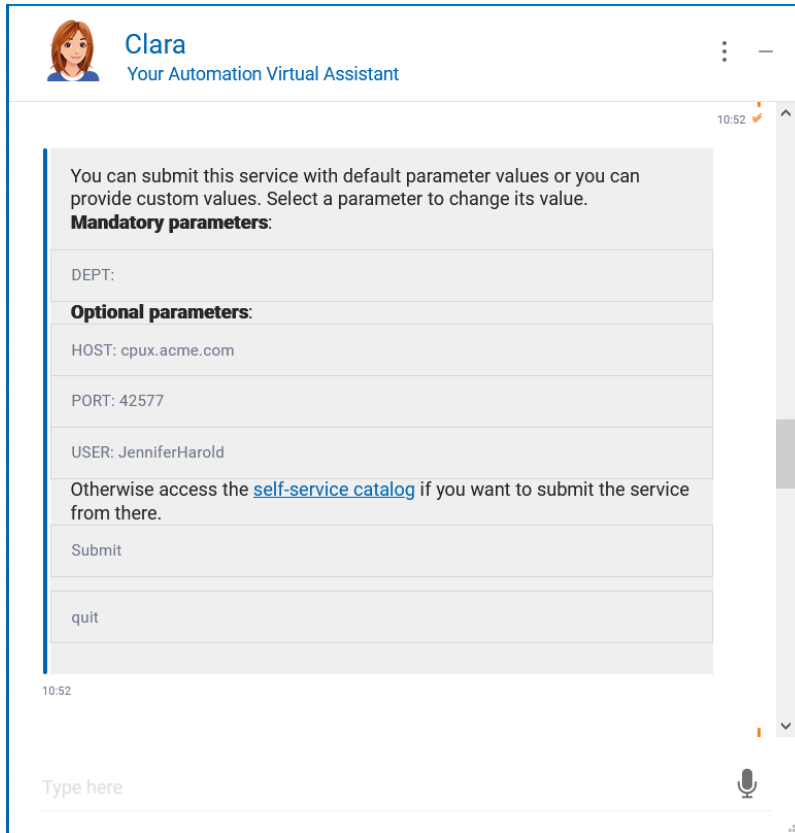 Clara
Your Automation Virtual Assistant
10:52
You can submit this service with default parameter values or you can
provide custom values. Select a parameter to change its value.
Mandatory parameters:
DEPT:
Optional parameters:
HOST: cpux.acme.com
PORT: 42577
USER: JenniferHarold
Otherwise access the self-service catalog if you want to submit the service
from there.
Submit
quit
10:52
Type here